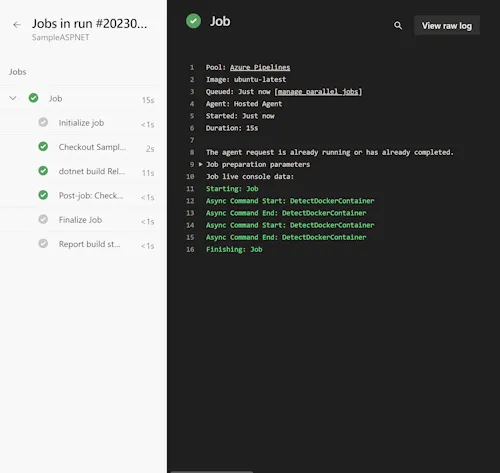 Jobs in run #20230...
SampleASPNET
Jobs
Job 15s
Initialize job <1s
Checkout Sampl... 2s
dotnet build Rel... 11s
Post-job: Check... <1s
Finalize Job <1s
Report build st... <1s
Job
View raw log
1 Pool: Azure Pipelines
2 Image: ubuntu-latest
3 Queued: Just now [manage parallel jobs]
4 Agent: Hosted Agent
5 Started: Just now
6 Duration: 15s
7
8 The agent request is already running or has already completed.
9 Job preparation parameters
10 Job live console data:
11 Starting: Job
12 Async Command Start: DetectDockerContainer
13 Async Command End: DetectDockerContainer
14 Async Command Start: DetectDockerContainer
15 Async Command End: DetectDockerContainer
16 Finishing: Job